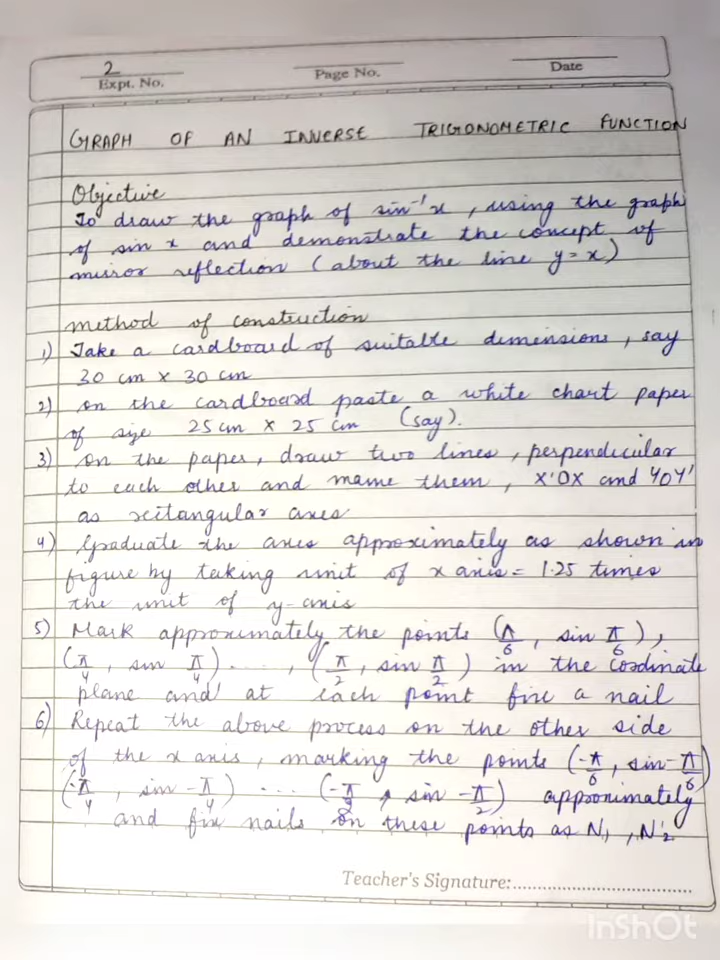 2
Expt. No.
Page No.
Date
GRAPH OF AN INVERSE TRIGONOMETRIC FUNCTION
Objective
To draw the graph of sin⁻¹x, using the graph
of sin x and demonstrate the concept of
mirror reflection (about the line y=x)
method of construction
1) Take a cardboard of suitable dimensions, say
30 cm x 30 cm
2) on the cardboard paste a white chart paper
of size 25 cm x 25 cm (say).
3) on the paper, draw two lines, perpendicular
to each other and name them, X'OX and YOY'
as rectangular axes
4) Graduate the axes approximately as shown in
figure by taking unit of x axis = 1.25 times
the unit of y-axis
5) Mark approximately the points (π/6, sin π/6),
(π/4, sin π/4)...., (π/2, sin π/2) in the coordinate
plane and at each point fix a nail
6) Repeat the above process on the other side
of the x axis, marking the points (-π/6, sin -π/6)
(-π/4, sin -π/4) ... (-π/2, sin -π/2) approximately
and fix nails on these points as N₁, N'₂
Teacher's Signature:..................................
InShOt